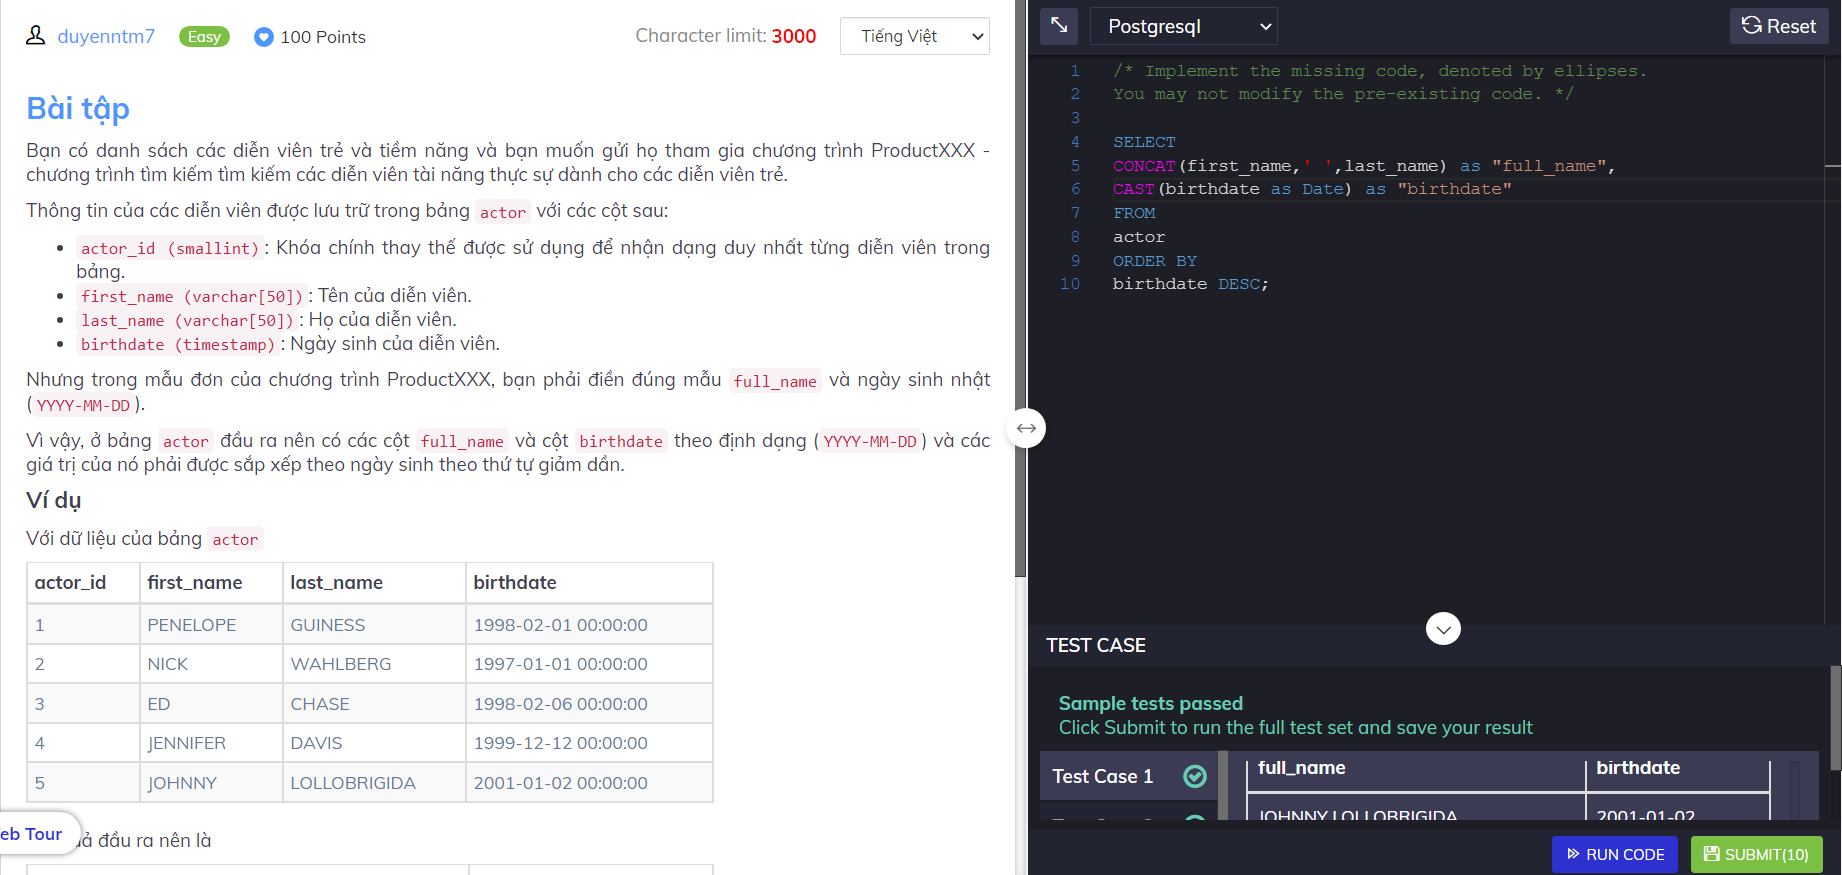 duyenntm7 Easy 100 Points Character limit: 3000 Tiếng Việt
Bài tập
Bạn có danh sách các diễn viên trẻ và tiềm năng và bạn muốn gửi họ tham gia chương trình ProductXXX -
chương trình tìm kiếm tìm kiếm các diễn viên tài năng thực sự dành cho các diễn viên trẻ.
Thông tin của các diễn viên được lưu trữ trong bảng actor với các cột sau:
• actor_id (smallint): Khóa chính thay thế được sử dụng để nhận dạng duy nhất từng diễn viên trong
bảng.
• first_name (varchar[50]): Tên của diễn viên.
• last_name (varchar[50]): Họ của diễn viên.
• birthdate (timestamp): Ngày sinh của diễn viên.
Nhưng trong mẫu đơn của chương trình ProductXXX, bạn phải điền đúng mẫu full_name và ngày sinh nhật
(YYYY-MM-DD).
Vì vậy, ở bảng actor đầu ra nên có các cột full_name và cột birthdate theo định dạng (YYYY-MM-DD) và các
giá trị của nó phải được sắp xếp theo ngày sinh theo thứ tự giảm dần.
Ví dụ
Với dữ liệu của bảng actor
actor_id first_name last_name birthdate
1 PENELOPE GUINESS 1998-02-01 00:00:00
2 NICK WAHLBERG 1997-01-01 00:00:00
3 ED CHASE 1998-02-06 00:00:00
4 JENNIFER DAVIS 1999-12-12 00:00:00
5 JOHNNY LOLLOBRIGIDA 2001-01-02 00:00:00
eb Tour
đầu ra nên là
Postgresql Reset
1 /* Implement the missing code, denoted by ellipses.
2 You may not modify the pre-existing code. */
3
4 SELECT
5 CONCAT(first_name,' ',last_name) as "full_name",
6 CAST(birthdate as Date) as "birthdate"
7 FROM
8 actor
9 ORDER BY
10 birthdate DESC;
TEST CASE
Sample tests passed
Click Submit to run the full test set and save your result
Test Case 1
full_name birthdate
JOHNNY LOLLOBRIGIDA 2001-01-02
RUN CODE SUBMIT(10)